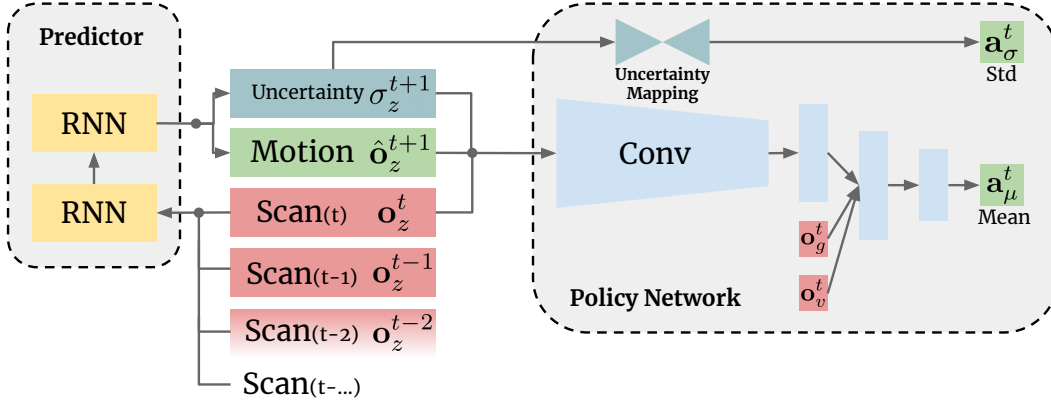 Predictor
RNN
RNN
Uncertainty σ_z^{t+1}
Motion ô_z^{t+1}
Scan(t) o_z^t
Scan(t-1) o_z^{t-1}
Scan(t-2) o_z^{t-2}
Scan(t-...)
Uncertainty
Mapping
Conv
o_g^t
o_v^t
Policy Network
a_σ^t
Std
a_μ^t
Mean